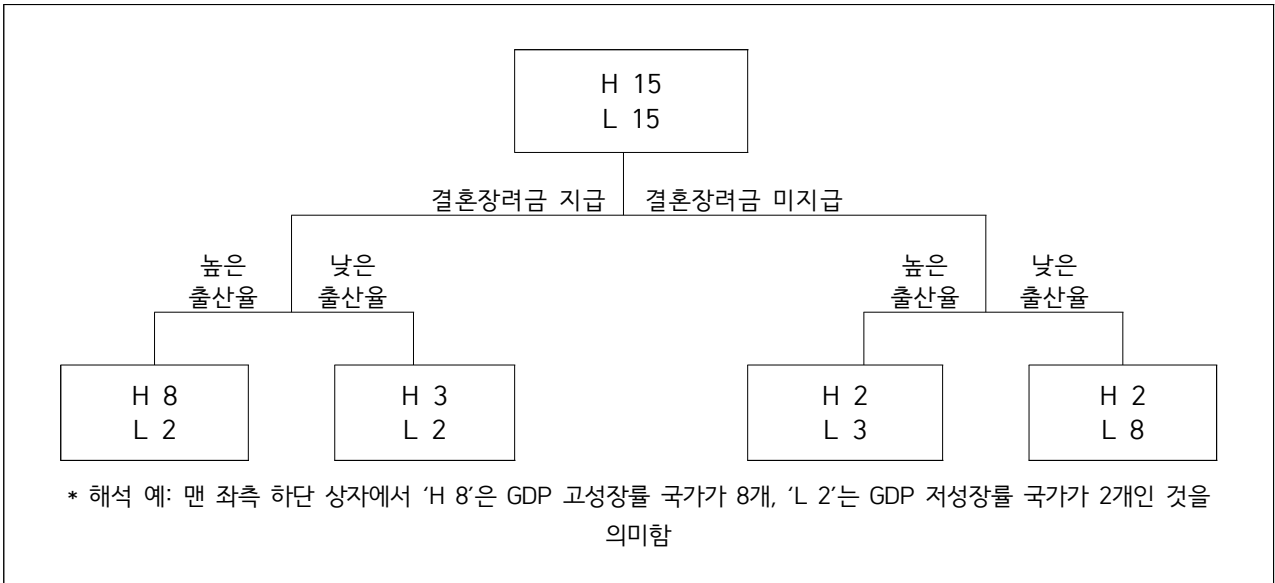 H 15
L 15
결혼장려금 지급 결혼장려금 미지급
높은 낮은 높은 낮은
출산율 출산율 출산율 출산율
H 8 H 3 H 2 H 2
L 2 L 2 L 3 L 8
* 해석 예: 맨 좌측 하단 상자에서 ‘H 8’은 GDP 고성장률 국가가 8개, ‘L 2’는 GDP 저성장률 국가가 2개인 것을
의미함